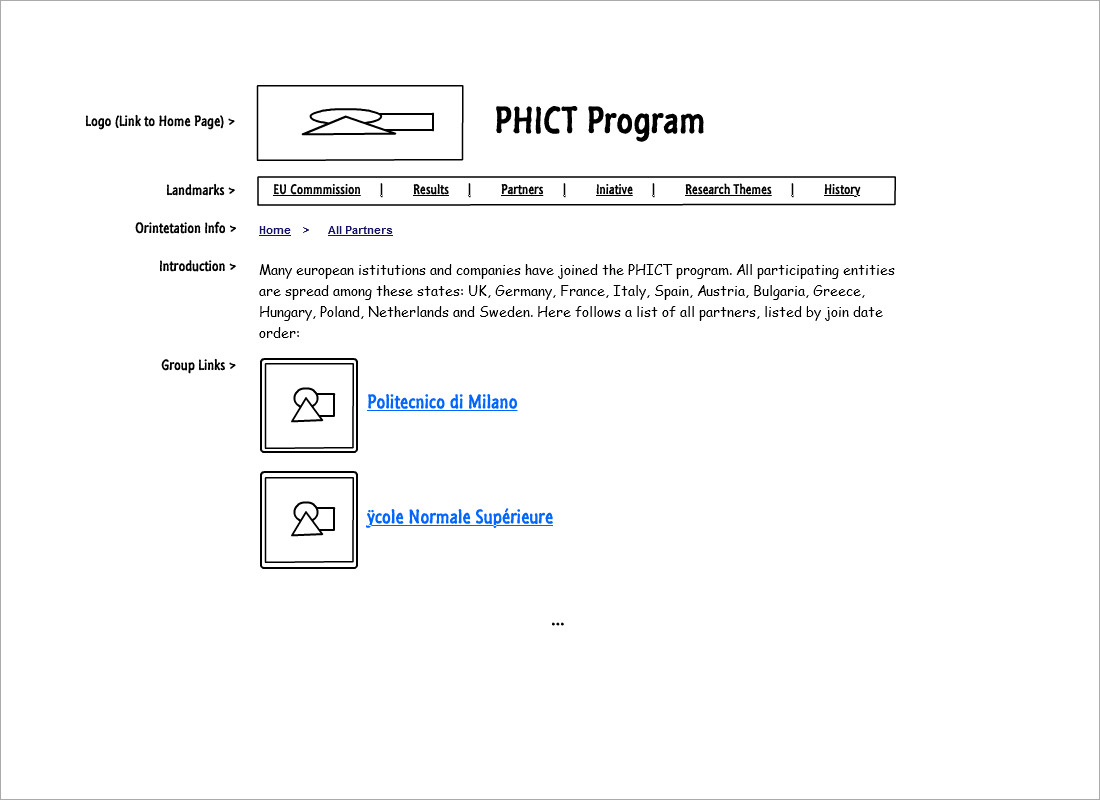 Logo (Link to Home Page) >
PHICT Program
Landmarks >
EU Commmission | Results | Partners | Iniative | Research Themes | History
Orintetation Info >
Home > All Partners
Introduction >
Many european istitutions and companies have joined the PHICT program. All participating entities
are spread among these states: UK, Germany, France, Italy, Spain, Austria, Bulgaria, Greece,
Hungary, Poland, Netherlands and Sweden. Here follows a list of all partners, listed by join date
order:
Group Links >
Politecnico di Milano
ÿcole Normale Supérieure
...